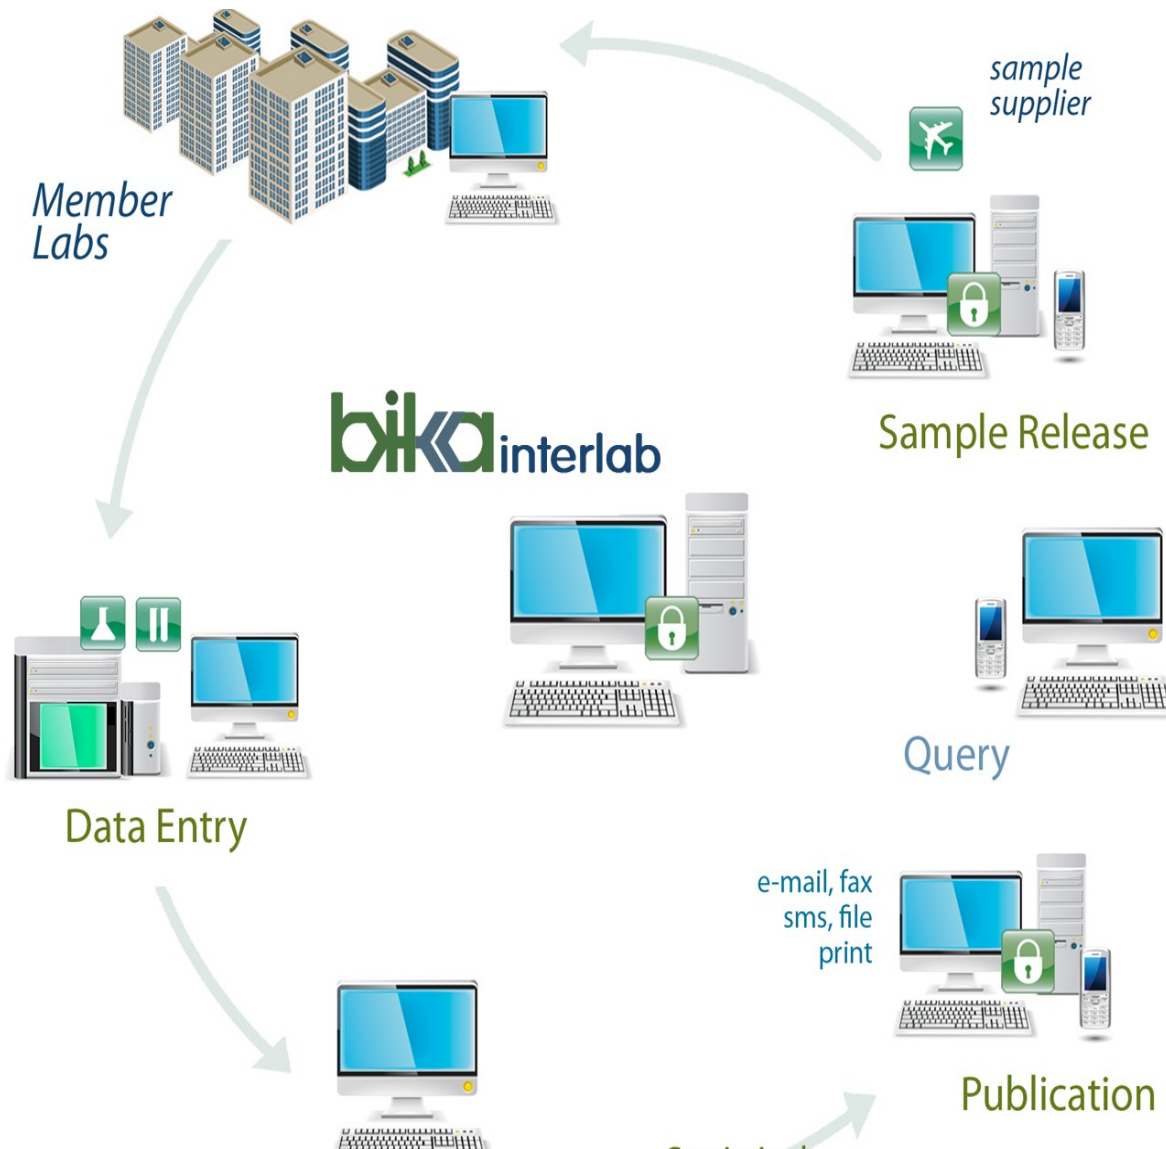 sample
supplier
Member
Labs
Sample Release
bika interlab
Query
Data Entry
e-mail, fax
sms, file
print
Publication